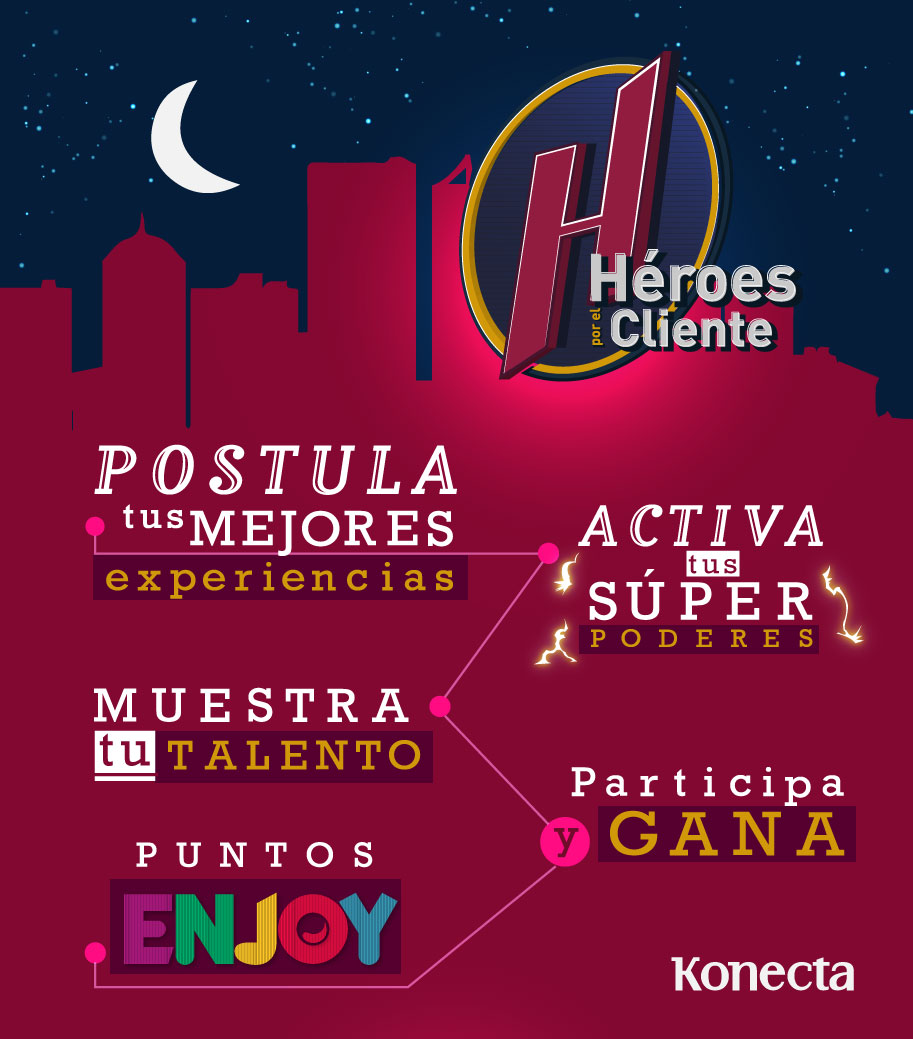 H
Héroes
por el
Cliente
POSTULA
tus MEJORES
experiencias
ACTIVA
tus
SÚPER
PODERES
MUESTRA
tu TALENTO
Participa
y GANA
PUNTOS
ENJOY
Konecta